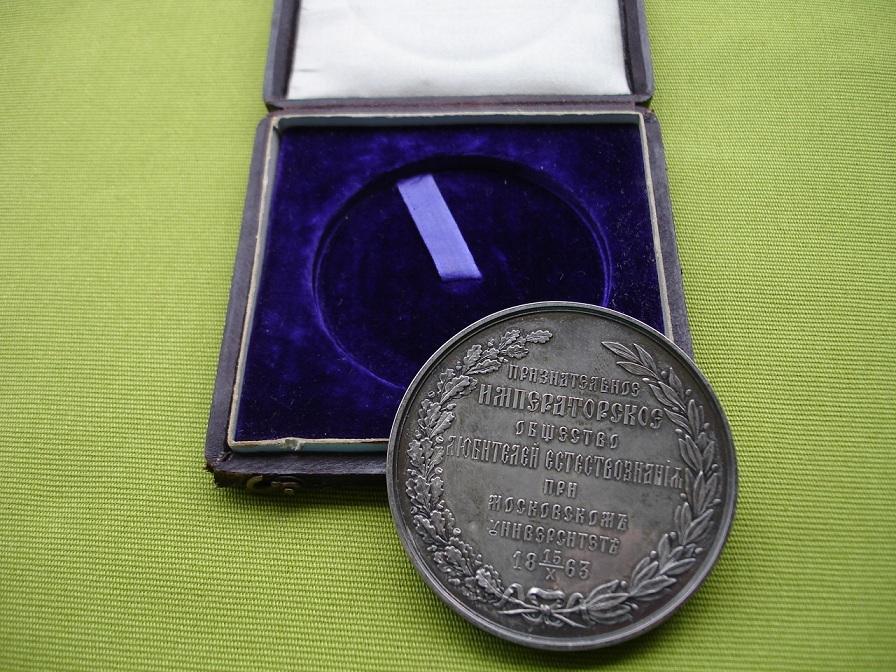 ПРИЗНАТЕЛЬНОЕ
ИМПЕРАТОРСКОЕ
ОБЩЕСТВО
ЛЮБИТЕЛЕЙ ЕСТЕСТВОЗНАНІЯ
ПРИ
МОСКОВСКОМЪ
УНИВЕРСИТЕТѢ
18 15/X 63